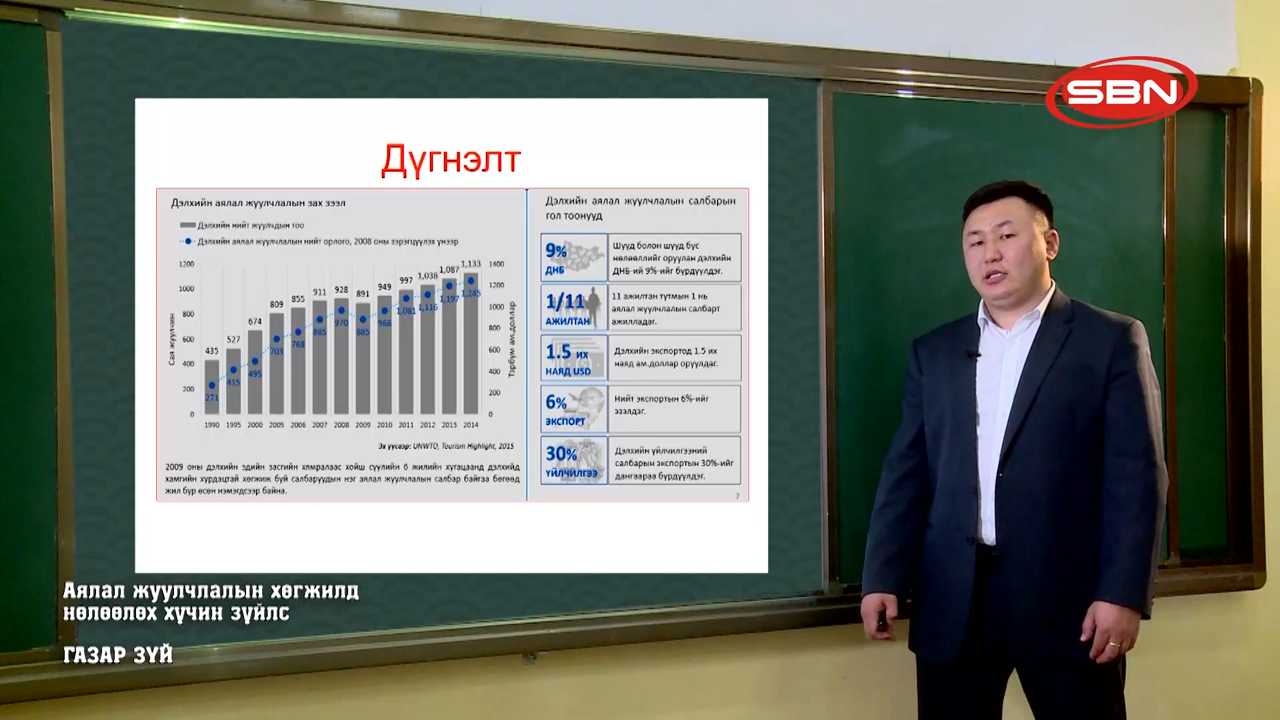 SBN
Дүгнэлт
Дэлхийн аялал жуулчлалын зах зээл
Дэлхийн нийт жуулчдын тоо
Дэлхийн аялал жуулчлалын нийт орлого, 2008 оны зэрэгцүүлэх үнээр
Сая жуулчин
1200
1000
800
600
400
200
0
435
527
674
809
855
911
928
891
949
997
1,038
1,087
1,133
271
415
495
703
768
885
970
885
966
1,081
1,116
1,197
1,245
1400
1200
1000
800
600
400
200
0
Тэрбум ам.доллар
1990 1995 2000 2005 2006 2007 2008 2009 2010 2011 2012 2013 2014
Эх үүсвэр: UNWTO, Tourism Highlight, 2015
2009 оны дэлхийн эдийн засгийн хямралаас хойш сүүлийн 6 жилийн хугацаанд дэлхийд
хамгийн хурдацтай хөгжиж буй салбаруудын нэг аялал жуулчлалын салбар байгаа бөгөөд
жил бүр өсөн нэмэгдсээр байна.
Дэлхийн аялал жуулчлалын салбарын
гол тоонууд
9%
ДНБ
Шууд болон шууд бус
нөлөөллийг оруулан дэлхийн
ДНБ-ий 9%-ийг бүрдүүлдэг.
1/11
АЖИЛТАН
11 ажилтан тутмын 1 нь
аялал жуулчлалын салбарт
ажилладаг.
1.5 ИХ
НАЯД USD
Дэлхийн экспортод 1.5 их
наяд ам.доллар оруулдаг.
6%
ЭКСПОРТ
Нийт экспортын 6%-ийг
эзэлдэг.
30%
ҮЙЛЧИЛГЭЭ
Дэлхийн үйлчилгээний
салбарын экспортын 30%-ийг
дангаараа бүрдүүлдэг.
7
Аялал жуулчлалын хөгжилд
нөлөөлөх хүчин зүйлс
ГАЗАР ЗҮЙ